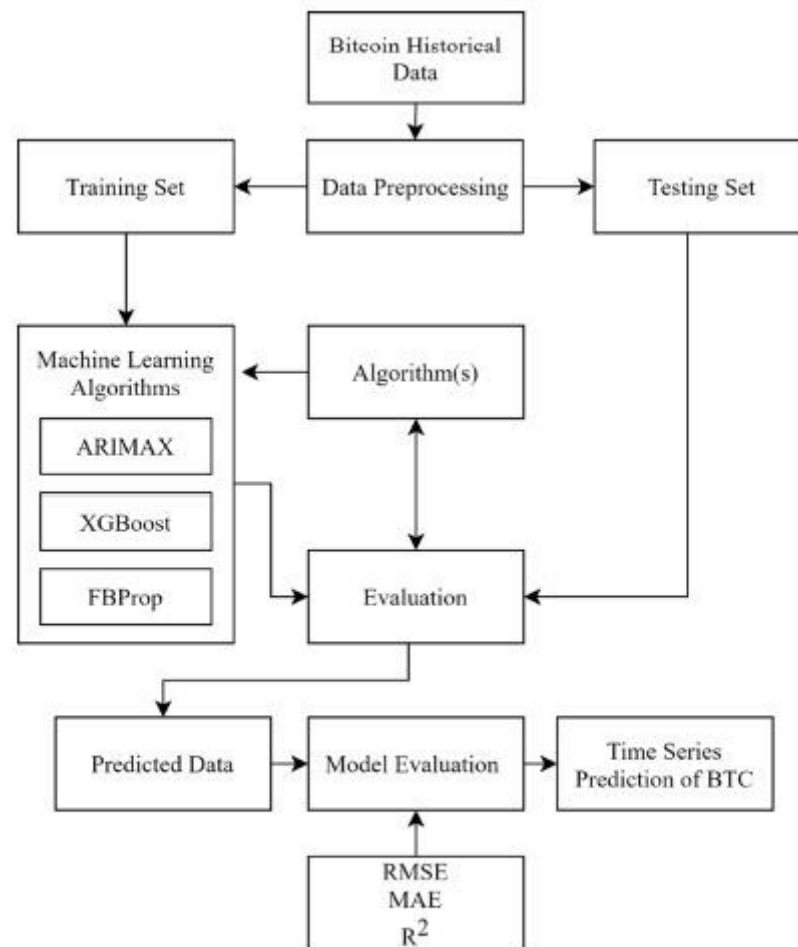 Bitcoin Historical
Data
Training Set
Data Preprocessing
Testing Set
Machine Learning
Algorithms
ARIMAX
XGBoost
FBProp
Algorithm(s)
Evaluation
Predicted Data
Model Evaluation
Time Series
Prediction of BTC
RMSE
MAE
R²